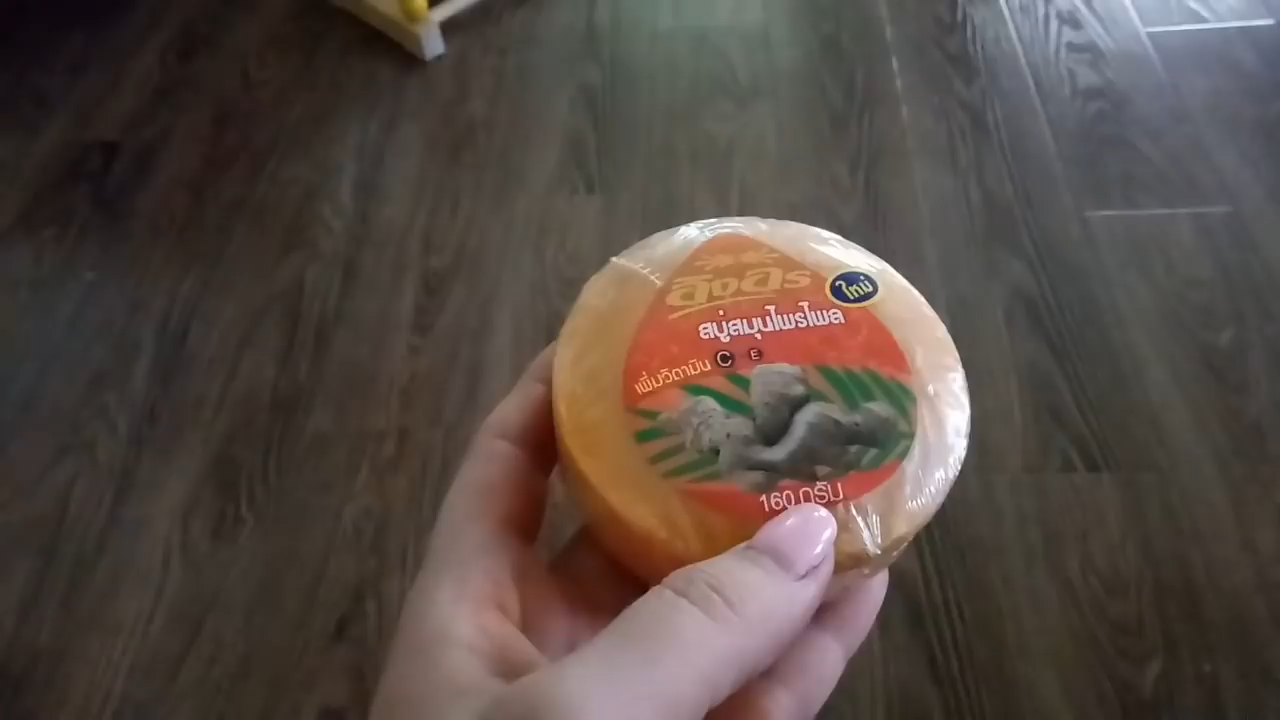 อิงอร
ใหม่
สบู่สมุนไพรไพล
เพิ่มวิตามิน C E
160 กรัม